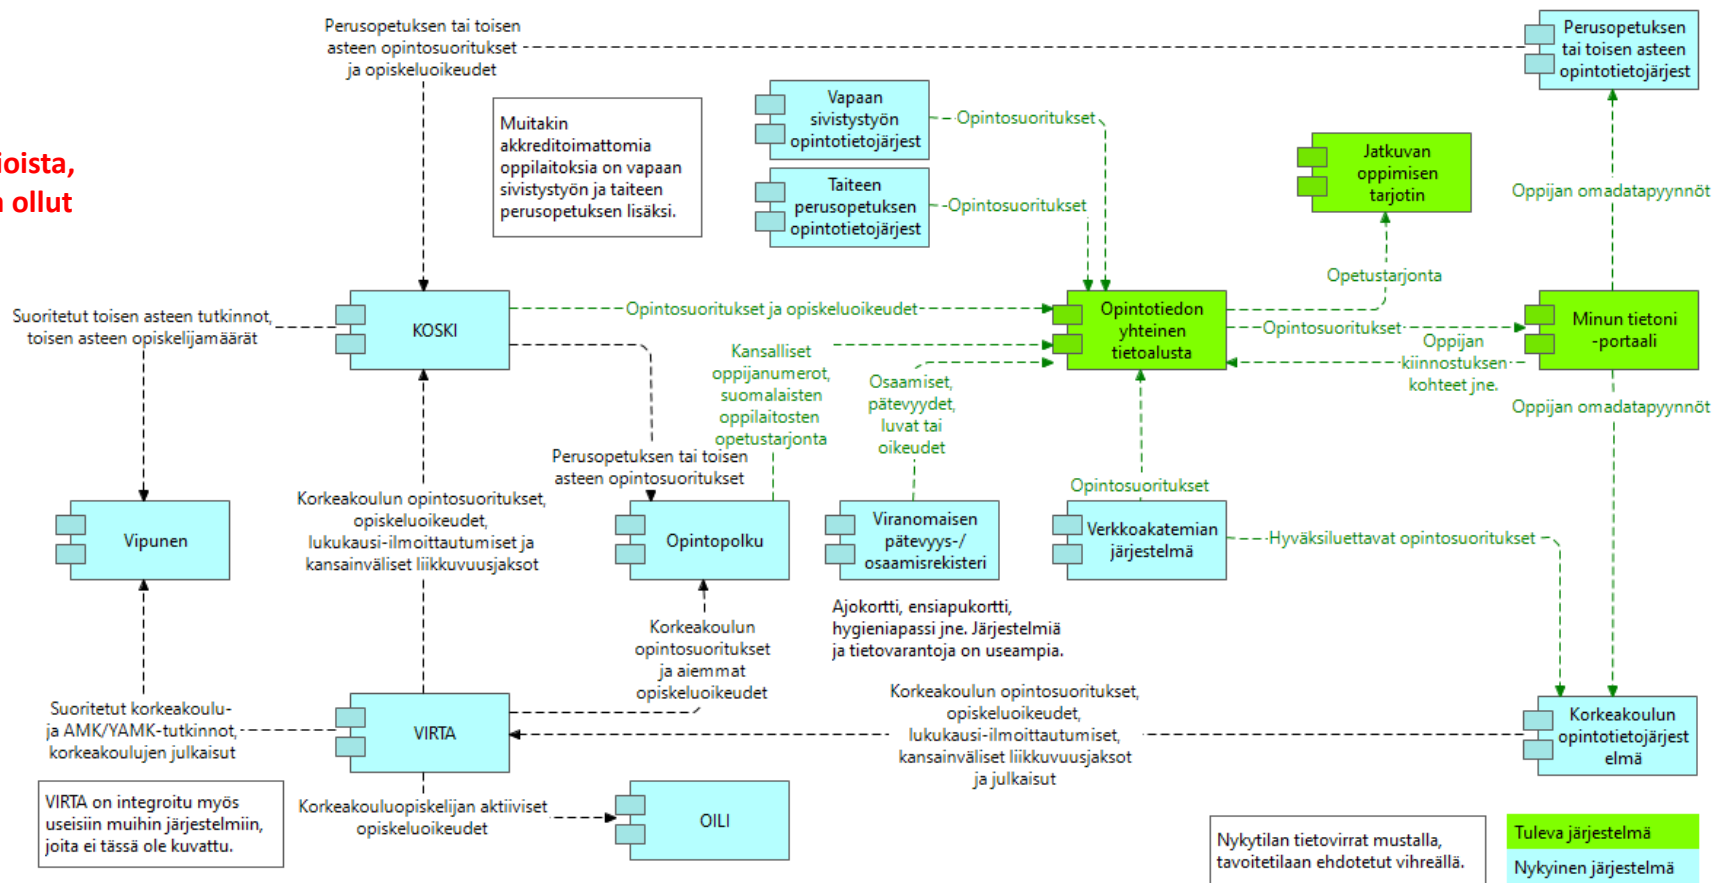 Perusopetuksen tai toisen
asteen opintosuoritukset
ja opiskeluoikeudet
Perusopetuksen
tai toisen asteen
opintotietojärjest
ioista,
ollut
Muitakin
akkreditoimattomia
oppilaitoksia on vapaan
sivistystyön ja taiteen
perusopetuksen lisäksi.
Vapaan
sivistystyön
opintotietojärjest
Opintosuoritukset
Taiteen
perusopetuksen
opintotietojärjest
Opintosuoritukset
Jatkuvan
oppimisen
tarjotin
Oppijan omadatapyynnöt
Opetustarjonta
Suoritetut toisen asteen tutkinnot,
toisen asteen opiskelijamäärät
KOSKI
Opintosuoritukset ja opiskeluoikeudet
Opintotiedon
yhteinen
tietoalusta
Opintosuoritukset
Minun tietoni
-portaali
Oppijan
kiinnostuksen
kohteet jne.
Kansalliset
oppijanumerot,
suomalaisten
oppilaitosten
opetustarjonta
Osaamiset,
pätevyydet,
luvat tai
oikeudet
Oppijan omadatapyynnöt
Perusopetuksen tai toisen
asteen opintosuoritukset
Opintosuoritukset
Korkeakoulun opintosuoritukset,
opiskeluoikeudet,
lukukausi-ilmoittautumiset ja
kansainväliset liikkuvuusjaksot
Vipunen
Opintopolku
Viranomaisen
pätevyys-/
osaamisrekisteri
Verkkoakatemian
järjestelmä
Hyväksiluettavat opintosuoritukset
Ajokortti, ensiapukortti,
hygieniapassi jne. Järjestelmiä
ja tietovarantoja on useampia.
Korkeakoulun
opintosuoritukset
ja aiemmat
opiskeluoikeudet
Suoritetut korkeakoulu-
ja AMK/YAMK-tutkinnot,
korkeakoulujen julkaisut
VIRTA
Korkeakoulun opintosuoritukset,
opiskeluoikeudet,
lukukausi-ilmoittautumiset,
kansainväliset liikkuvuusjaksot
ja julkaisut
Korkeakoulun
opintotietojärjest
elmä
VIRTA on integroitu myös
useisiin muihin järjestelmiin,
joita ei tässä ole kuvattu.
Korkeakouluopiskelijan aktiiviset
opiskeluoikeudet
OILI
Nykytilan tietovirrat mustalla,
tavoitetilaan ehdotetut vihreällä.
Tuleva järjestelmä
Nykyinen järjestelmä